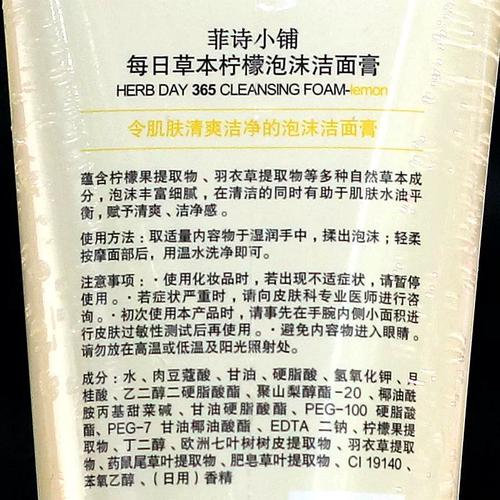 菲诗小铺
每日草本柠檬泡沫洁面膏
HERB DAY 365 CLEANSING FOAM-lemon
令肌肤清爽洁净的泡沫洁面膏
蕴含柠檬果提取物、羽衣草提取物等多种自然草本成
分，泡沫丰富细腻，在清洁的同时有助于肌肤水油平
衡，赋予清爽、洁净感。
使用方法：取适量内容物于湿润手中，揉出泡沫；轻柔
按摩面部后，用温水洗净即可。
注意事项：·使用化妆品时，若出现不适症状，请暂停
使用。·若症状严重时，请向皮肤科专业医师进行咨
询。·初次使用本产品时，请事先在手腕内侧小面积进
行皮肤过敏性测试后再使用。·避免内容物进入眼睛。
请勿放在高温或低温及阳光照射处。
成分：水、肉豆蔻酸、甘油、硬脂酸、氢氧化钾、月
桂酸、乙二醇二硬脂酸酯、聚山梨醇酯-20、椰油酰
胺丙基甜菜碱、甘油硬脂酸酯、PEG-100 硬脂酸
酯、PEG-7 甘油椰油酸酯、EDTA 二钠、柠檬果提
取物、丁二醇、欧洲七叶树树皮提取物、羽衣草提取
物、药鼠尾草叶提取物、肥皂草叶提取物、CI 19140、
苯氧乙醇、（日用）香精